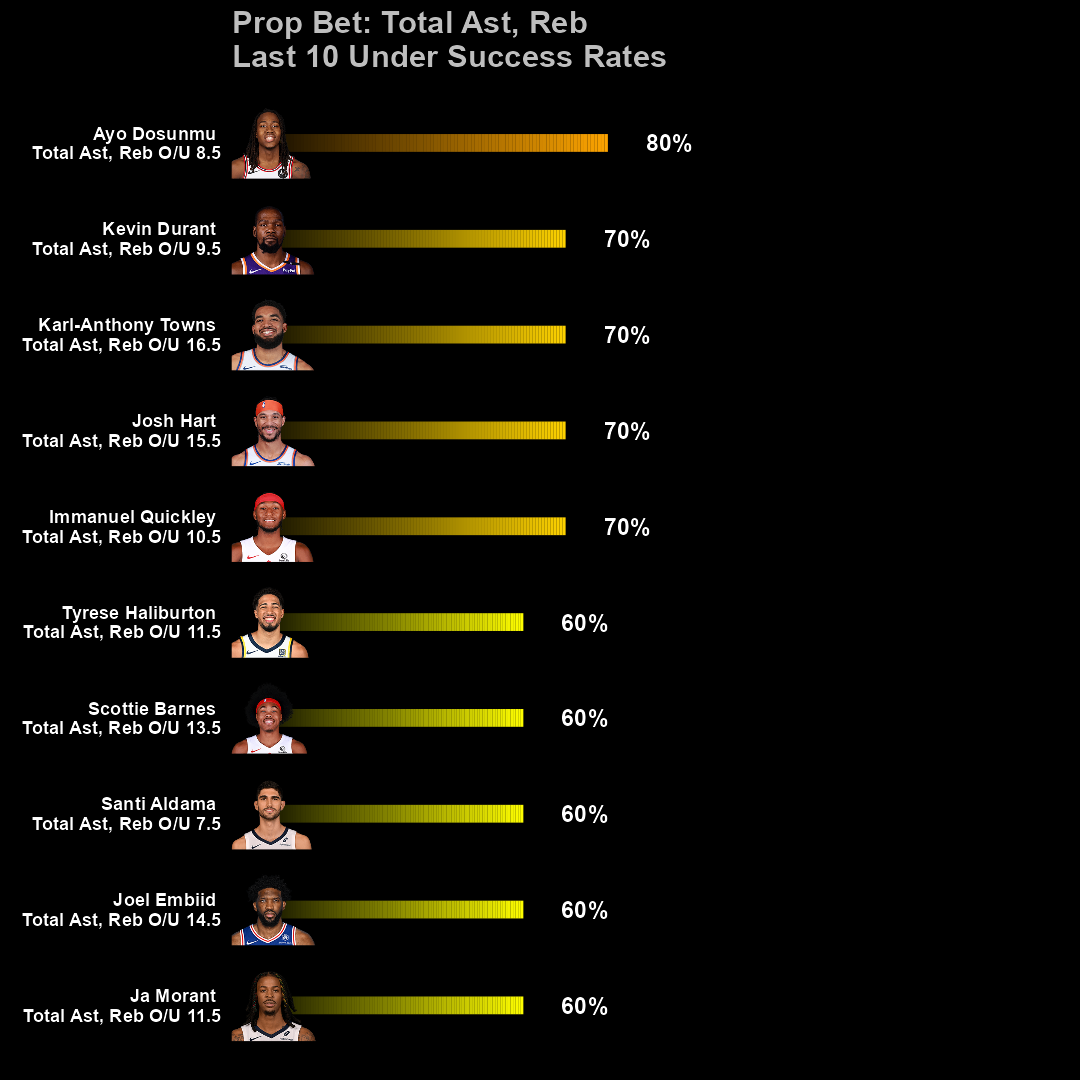 Prop Bet: Total Ast, Reb
Last 10 Under Success Rates
Ayo Dosunmu
Total Ast, Reb O/U 8.5
80%
Kevin Durant
Total Ast, Reb O/U 9.5
70%
Karl-Anthony Towns
Total Ast, Reb O/U 16.5
70%
Josh Hart
Total Ast, Reb O/U 15.5
70%
Immanuel Quickley
Total Ast, Reb O/U 10.5
70%
Tyrese Haliburton
Total Ast, Reb O/U 11.5
60%
Scottie Barnes
Total Ast, Reb O/U 13.5
60%
Santi Aldama
Total Ast, Reb O/U 7.5
60%
Joel Embiid
Total Ast, Reb O/U 14.5
60%
Ja Morant
Total Ast, Reb O/U 11.5
60%